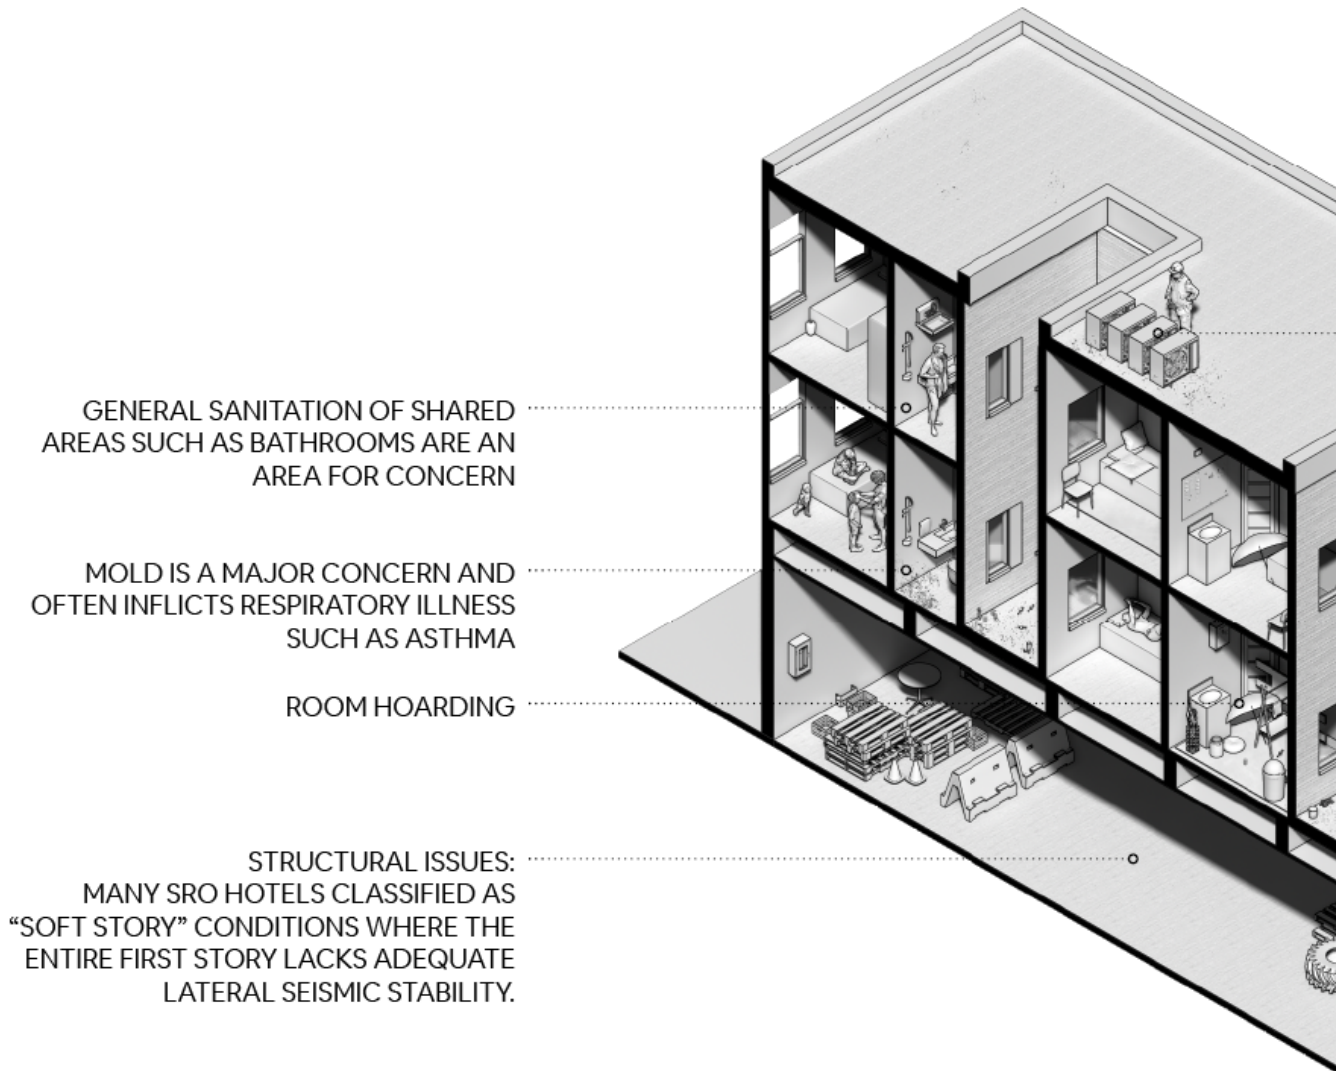 GENERAL SANITATION OF SHARED
AREAS SUCH AS BATHROOMS ARE AN
AREA FOR CONCERN
MOLD IS A MAJOR CONCERN AND
OFTEN INFLICTS RESPIRATORY ILLNESS
SUCH AS ASTHMA
ROOM HOARDING
STRUCTURAL ISSUES:
MANY SRO HOTELS CLASSIFIED AS
“SOFT STORY” CONDITIONS WHERE THE
ENTIRE FIRST STORY LACKS ADEQUATE
LATERAL SEISMIC STABILITY.